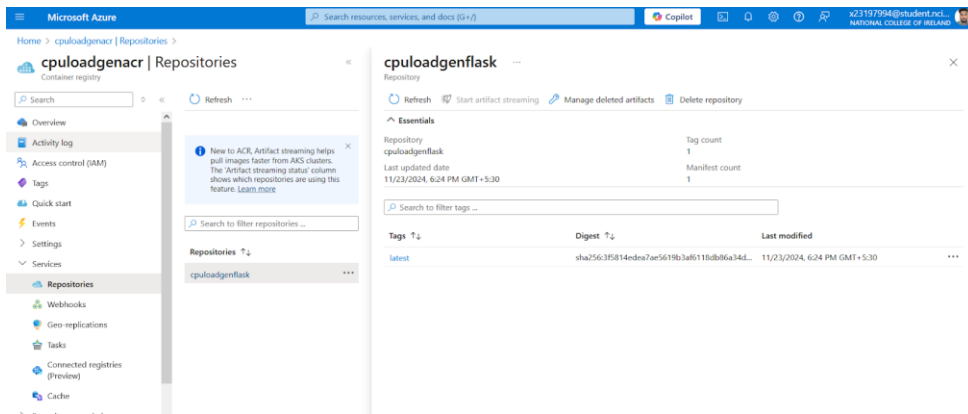 Microsoft Azure
Search resources, services, and docs (G+/)
Copilot
x23197994@student.nci...
NATIONAL COLLEGE OF IRELAND
Home > cpuloadgenacr | Repositories >
cpuloadgenacr | Repositories
Container registry
Search
Overview
Activity log
Access control (IAM)
Tags
Quick start
Events
Settings
Services
Repositories
Webhooks
Geo-replications
Tasks
Connected registries
(Preview)
Cache
Refresh
New to ACR, Artifact streaming helps
pull images faster from AKS clusters.
The 'Artifact streaming status' column
shows which repositories are using this
feature. Learn more
Search to filter repositories ...
Repositories ↑↓
cpuloadgenflask
cpuloadgenflask
Repository
Refresh Start artifact streaming Manage deleted artifacts Delete repository
Essentials
Repository
cpuloadgenflask
Tag count
1
Last updated date
11/23/2024, 6:24 PM GMT+5:30
Manifest count
1
Search to filter tags ...
Tags ↑↓ Digest ↑↓ Last modified
latest sha256:3f5814edea7ae5619b3af6118db86a34d... 11/23/2024, 6:24 PM GMT+5:30